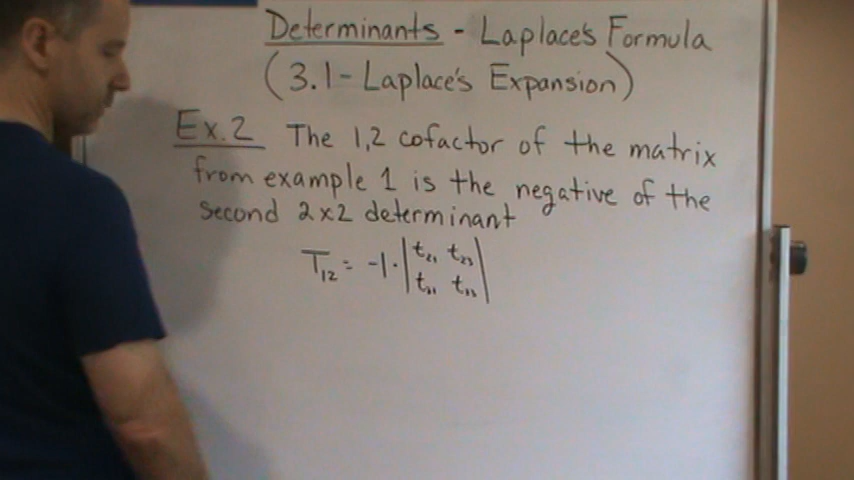 Determinants - Laplace's Formula
(3.1 - Laplace's Expansion)
Ex.2 The 1,2 cofactor of the matrix
from example 1 is the negative of the
second 2x2 determinant
T₁₂ = -1 · | t₂₁ t₂₃ |
| t₃₁ t₃₃ |